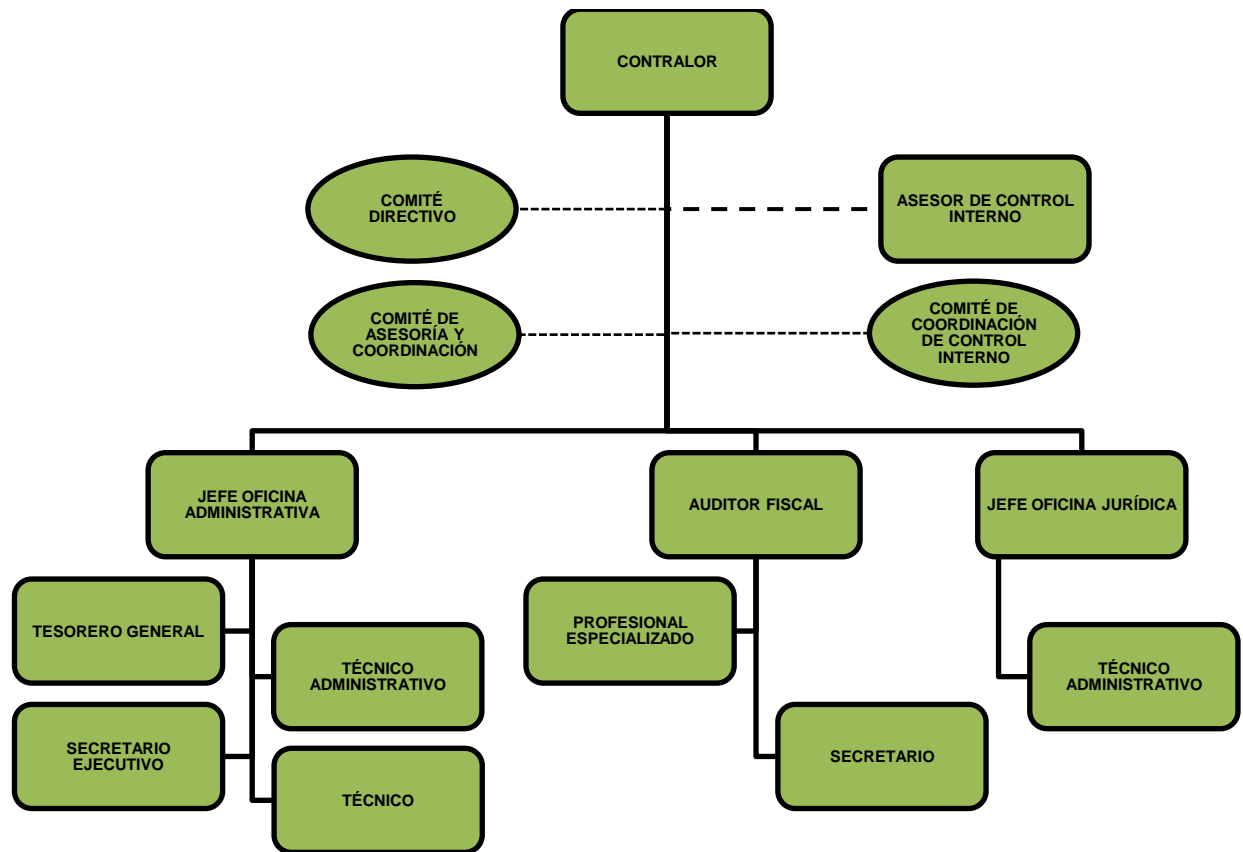 CONTRALOR
COMITÉ
DIRECTIVO
ASESOR DE CONTROL
INTERNO
COMITÉ DE
ASESORÍA Y
COORDINACIÓN
COMITÉ DE
COORDINACIÓN
DE CONTROL
INTERNO
JEFE OFICINA
ADMINISTRATIVA
AUDITOR FISCAL
JEFE OFICINA JURÍDICA
TESORERO GENERAL
TÉCNICO
ADMINISTRATIVO
PROFESIONAL
ESPECIALIZADO
TÉCNICO
ADMINISTRATIVO
SECRETARIO
EJECUTIVO
TÉCNICO
SECRETARIO